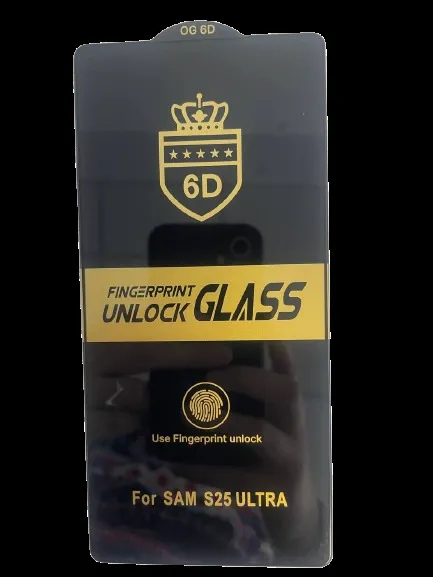 OG 6D
6D
FINGERPRINT
UNLOCK GLASS
Use Fingerprint unlock
For SAM S25 ULTRA